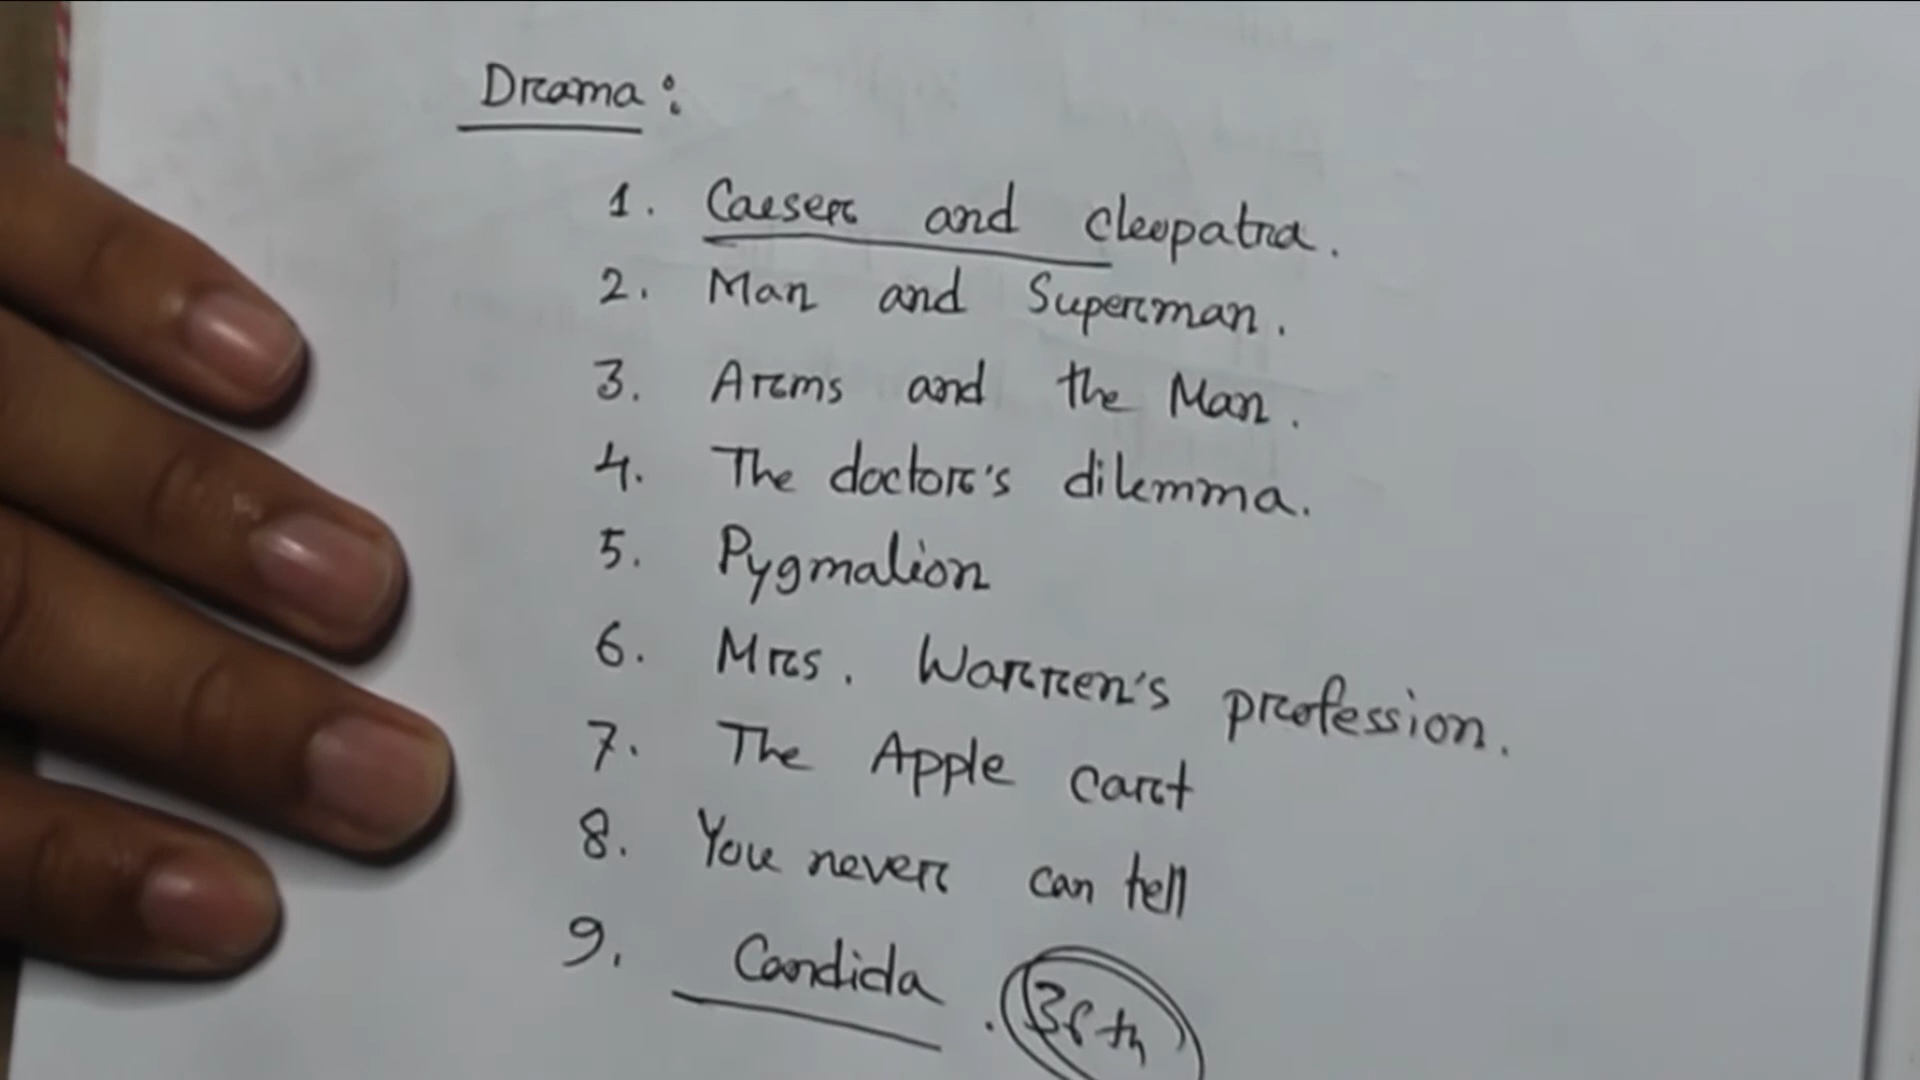 Drama:
1. Caeser and cleopatra.
2. Man and Superman.
3. Arms and the Man.
4. The doctor's dilemma.
5. Pygmalion
6. Mrs. Warren's profession.
7. The Apple cart
8. You never can tell
9. Candida.